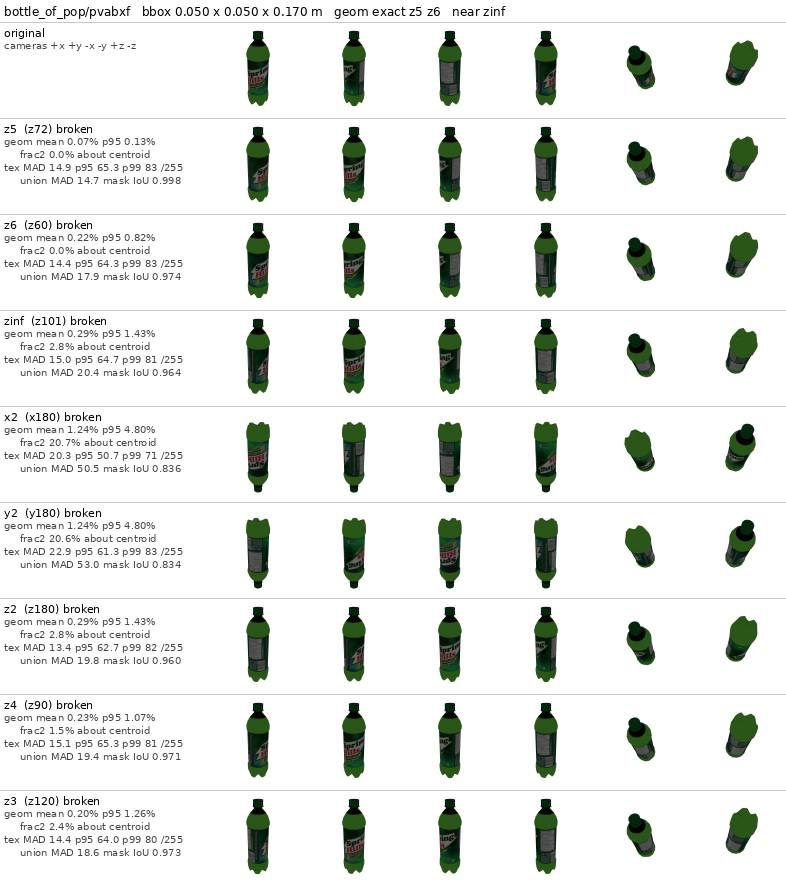 bottle_of_pop/pvabxf bbox 0.050 x 0.050 x 0.170 m geom exact z5 z6 near zinf
original
cameras +x +y -x -y +z -z
z5 (z72) broken
geom mean 0.07% p95 0.13%
frac2 0.0% about centroid
tex MAD 14.9 p95 65.3 p99 83 /255
union MAD 14.7 mask IoU 0.998
z6 (z60) broken
geom mean 0.22% p95 0.82%
frac2 0.0% about centroid
tex MAD 14.4 p95 64.3 p99 83 /255
union MAD 17.9 mask IoU 0.974
zinf (z101) broken
geom mean 0.29% p95 1.43%
frac2 2.8% about centroid
tex MAD 15.0 p95 64.7 p99 81 /255
union MAD 20.4 mask IoU 0.964
x2 (x180) broken
geom mean 1.24% p95 4.80%
frac2 20.7% about centroid
tex MAD 20.3 p95 50.7 p99 71 /255
union MAD 50.5 mask IoU 0.836
y2 (y180) broken
geom mean 1.24% p95 4.80%
frac2 20.6% about centroid
tex MAD 22.9 p95 61.3 p99 83 /255
union MAD 53.0 mask IoU 0.834
z2 (z180) broken
geom mean 0.29% p95 1.43%
frac2 2.8% about centroid
tex MAD 13.4 p95 62.7 p99 82 /255
union MAD 19.8 mask IoU 0.960
z4 (z90) broken
geom mean 0.23% p95 1.07%
frac2 1.5% about centroid
tex MAD 15.1 p95 65.3 p99 81 /255
union MAD 19.4 mask IoU 0.971
z3 (z120) broken
geom mean 0.20% p95 1.26%
frac2 2.4% about centroid
tex MAD 14.4 p95 64.0 p99 80 /255
union MAD 18.6 mask IoU 0.973